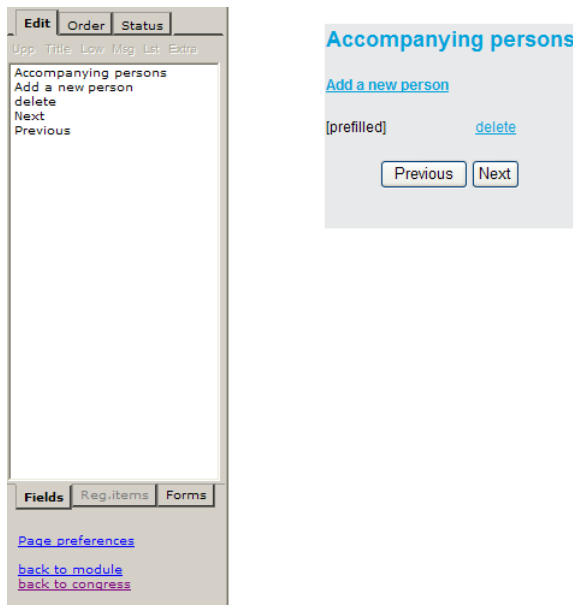 Edit Order Status
Upp Title Low Msg Lst Extra
Accompanying persons
Add a new person
delete
Next
Previous
Fields Reg.items Forms
Page preferences
back to module
back to congress
Accompanying persons
Add a new person
[prefilled] delete
Previous Next